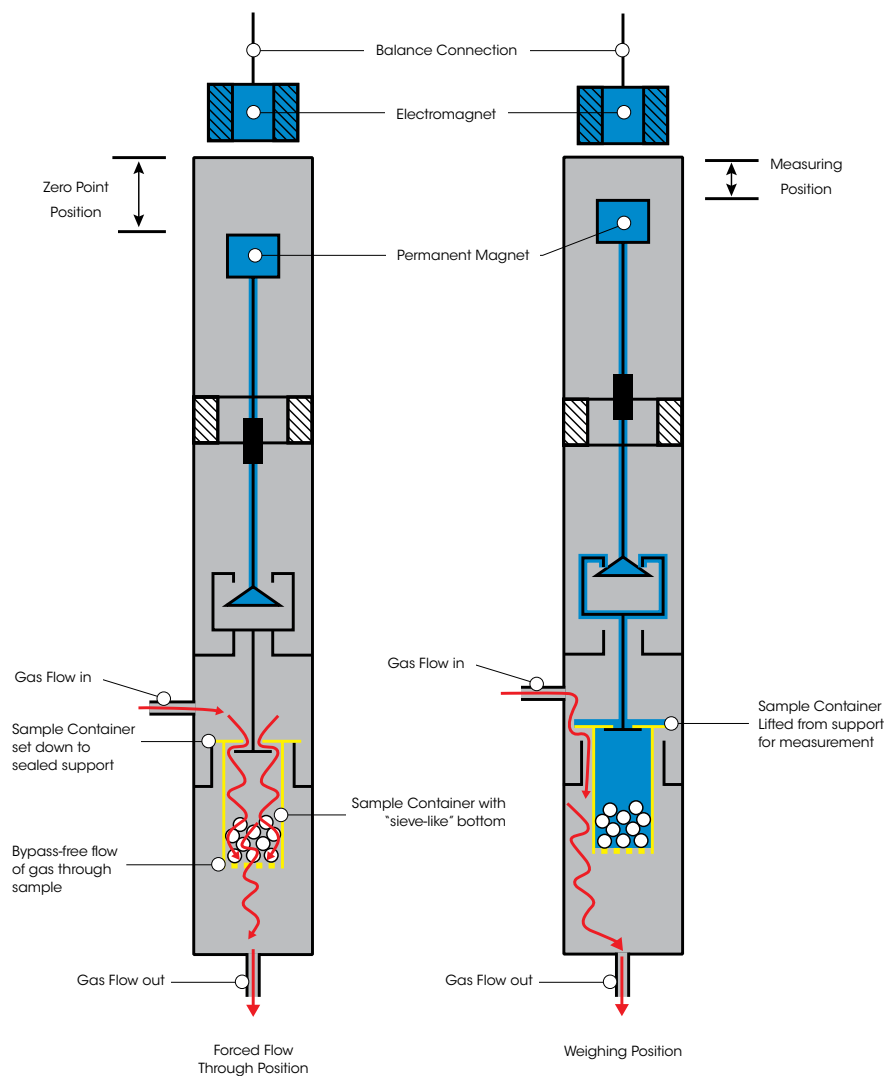 Balance Connection
Electromagnet
Zero Point
Position
Measuring
Position
Permanent Magnet
Gas Flow in
Gas Flow in
Sample Container
set down to
sealed support
Sample Container
Lifted from support
for measurement
Sample Container with
"sieve-like" bottom
Bypass-free flow
of gas through
sample
Gas Flow out
Gas Flow out
Forced Flow
Through Position
Weighing Position